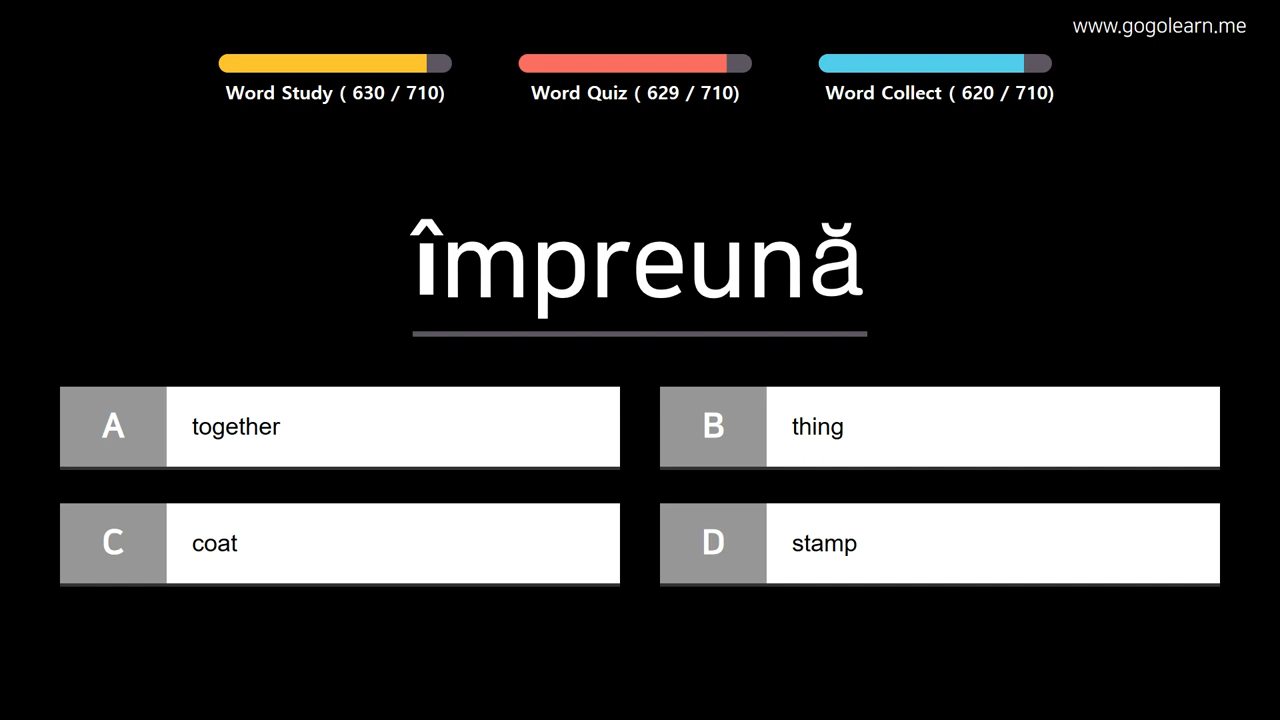 www.gogolearn.me
Word Study ( 630 / 710)
Word Quiz ( 629 / 710)
Word Collect ( 620 / 710)
împreună
A together
B thing
C coat
D stamp